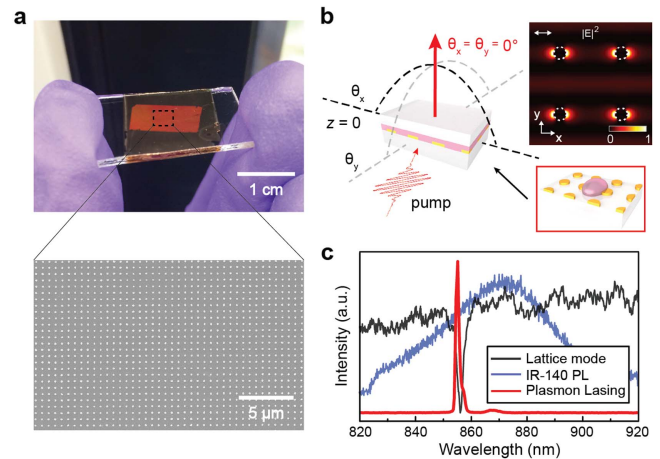 a
1 cm
5 μm
b
θx = θy = 0°
θx
z = 0
θy
pump
|E|²
y
x
0
1
c
Intensity (a.u.)
Lattice mode
IR-140 PL
Plasmon Lasing
820
840
860
880
900
920
Wavelength (nm)